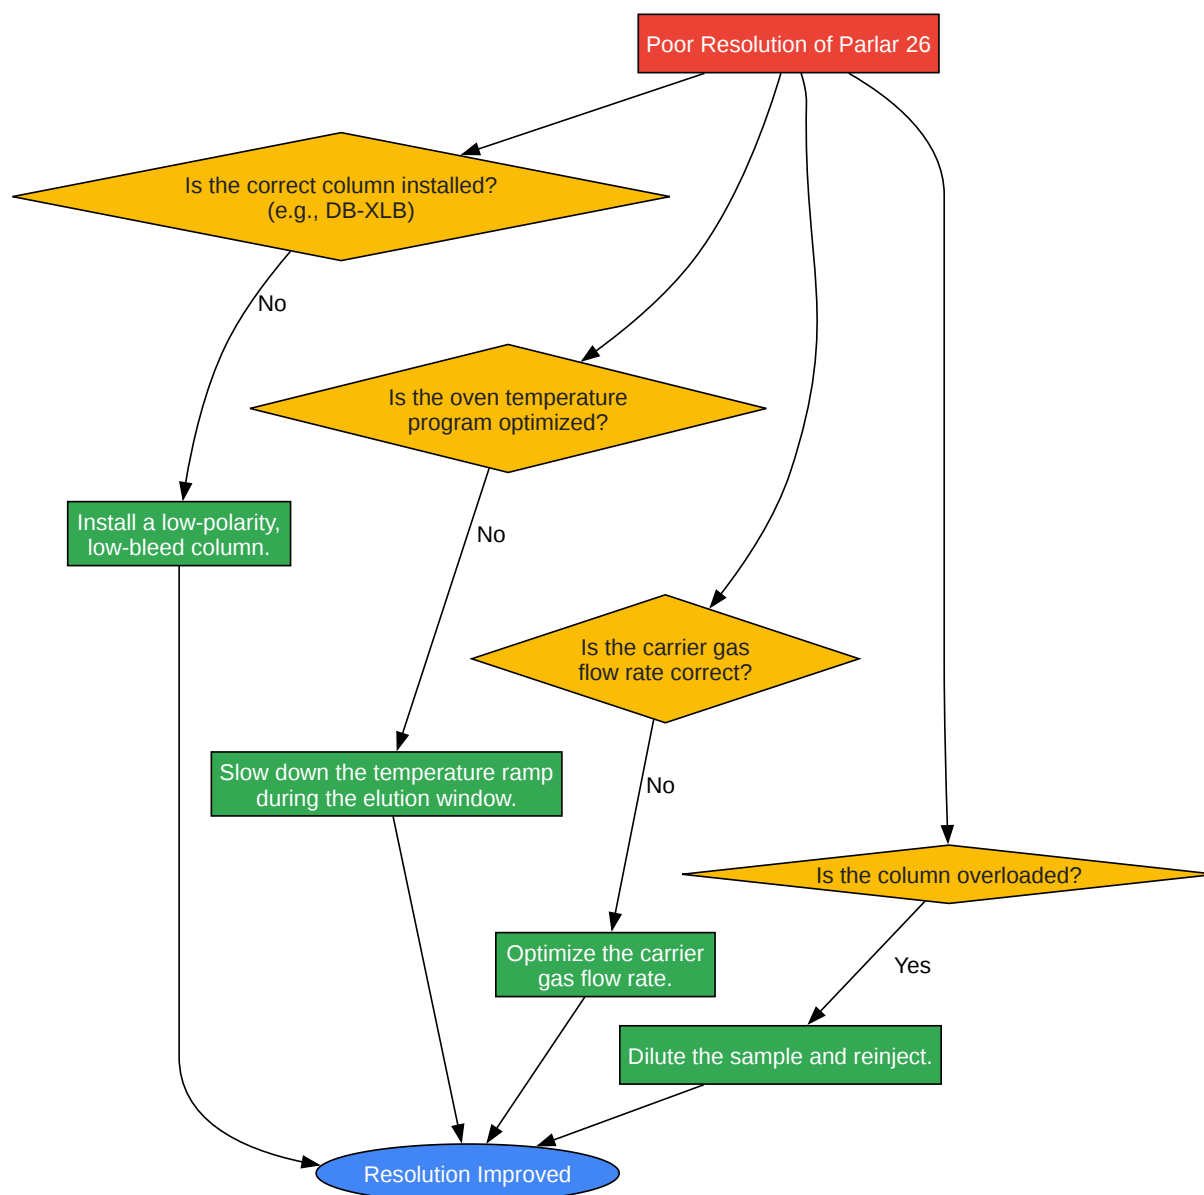 Poor Resolution of Parlar 26
Is the correct column installed?
(e.g., DB-XLB)
No
Is the oven temperature
program optimized?
Install a low-polarity,
low-bleed column.
No
Is the carrier gas
flow rate correct?
Slow down the temperature ramp
during the elution window.
No
Is the column overloaded?
Optimize the carrier
gas flow rate.
Yes
Dilute the sample and reinject.
Resolution Improved